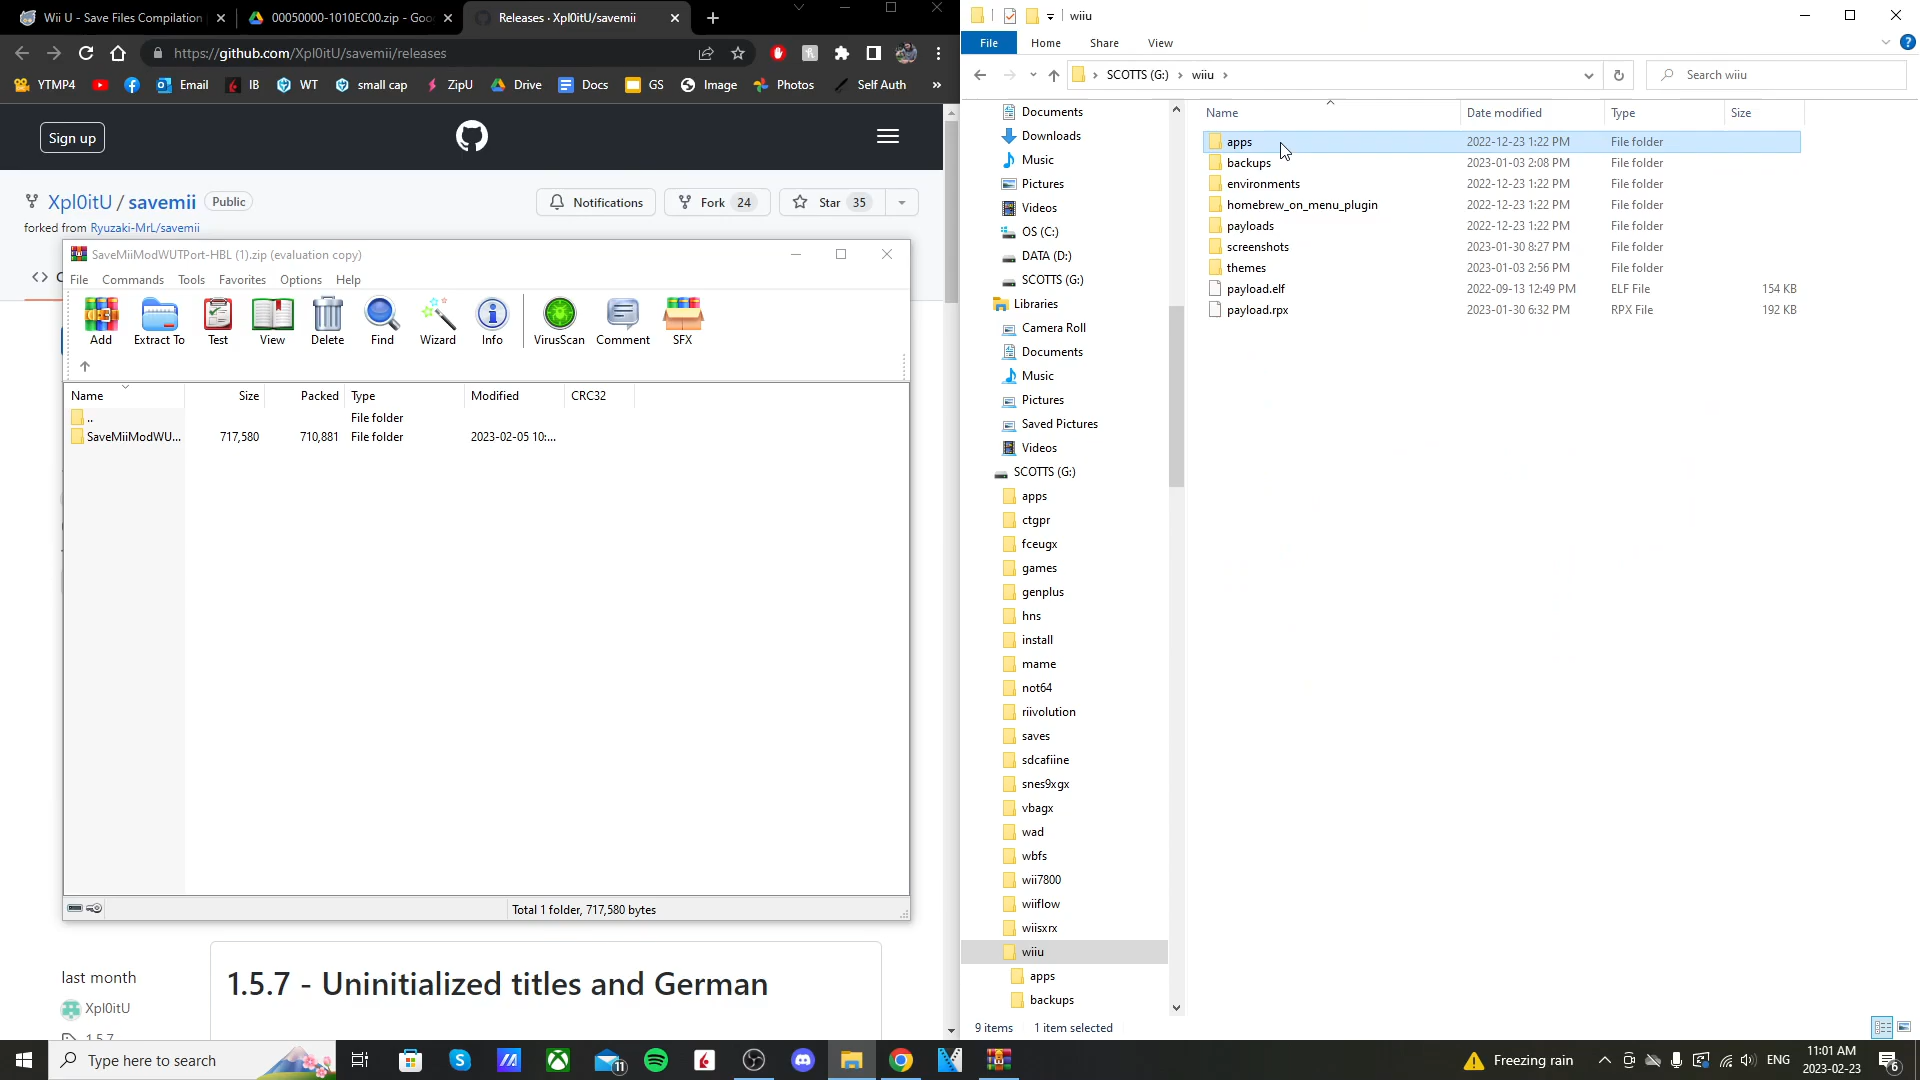 Wii U - Save Files Compilation
00050000-1010EC00.zip - Goo
Releases · Xpl0itU/savemii
https://github.com/Xpl0itU/savemii/releases
YTMP4
Email
IB
WT
small cap
ZipU
Drive
Docs
GS
Image
Photos
Self Auth
»
Sign up
Xpl0itU / savemii
Public
Notifications
Fork 24
Star 35
forked from Ryuzaki-MrL/savemii
<> C
SaveMiiModWUTPort-HBL (1).zip (evaluation copy)
File Commands Tools Favorites Options Help
Add
Extract To
Test
View
Delete
Find
Wizard
Info
VirusScan
Comment
SFX
Name Size Packed Type Modified CRC32
.. File folder
SaveMiiModWU... 717,580 710,881 File folder 2023-02-05 10:...
Total 1 folder, 717,580 bytes
last month
Xpl0itU
1.5.7
1.5.7 - Uninitialized titles and German
wiiu
File Home Share View
SCOTTS (G:) › wiiu ›
Search wiiu
Documents
Downloads
Music
Pictures
Videos
OS (C:)
DATA (D:)
SCOTTS (G:)
Libraries
Camera Roll
Documents
Music
Pictures
Saved Pictures
Videos
SCOTTS (G:)
apps
ctgpr
fceugx
games
genplus
hns
install
mame
not64
riivolution
saves
sdcafiine
snes9xgx
vbagx
wad
wbfs
wii7800
wiiflow
wiisxrx
wiiu
apps
backups
Name Date modified Type Size
apps 2022-12-23 1:22 PM File folder
backups 2023-01-03 2:08 PM File folder
environments 2022-12-23 1:22 PM File folder
homebrew_on_menu_plugin 2022-12-23 1:22 PM File folder
payloads 2022-12-23 1:22 PM File folder
screenshots 2023-01-30 8:27 PM File folder
themes 2023-01-03 2:56 PM File folder
payload.elf 2022-09-13 12:49 PM ELF File 154 KB
payload.rpx 2023-01-30 6:32 PM RPX File 192 KB
9 items 1 item selected
Type here to search
11
Freezing rain
ENG
11:01 AM
2023-02-23
6